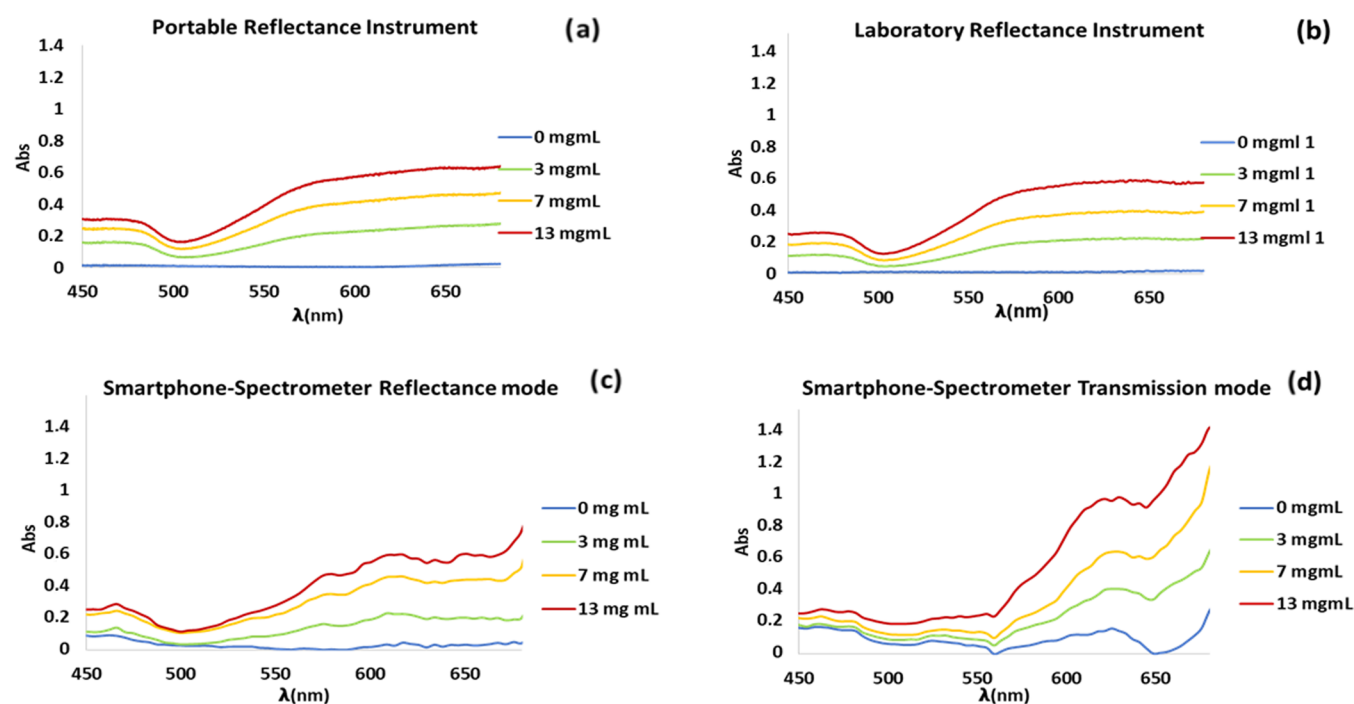 Portable Reflectance Instrument
(a)
1.4
1.2
1
0.8
0.6
0.4
0.2
0
Abs
450 500 550 600 650
λ(nm)
0 mgmL
3 mgmL
7 mgmL
13 mgmL
Laboratory Reflectance Instrument
(b)
1.4
1.2
1
0.8
0.6
0.4
0.2
0
Abs
450 500 550 600 650
λ(nm)
0 mgml 1
3 mgml 1
7 mgml 1
13 mgml 1
Smartphone-Spectrometer Reflectance mode
(c)
1.4
1.2
1
0.8
0.6
0.4
0.2
0
Abs
450 500 550 600 650
λ(nm)
0 mg mL
3 mg mL
7 mg mL
13 mg mL
Smartphone-Spectrometer Transmission mode
(d)
1.4
1.2
1
0.8
0.6
0.4
0.2
0
Abs
450 500 550 600 650
λ(nm)
0 mgmL
3 mgmL
7 mgmL
13 mgmL